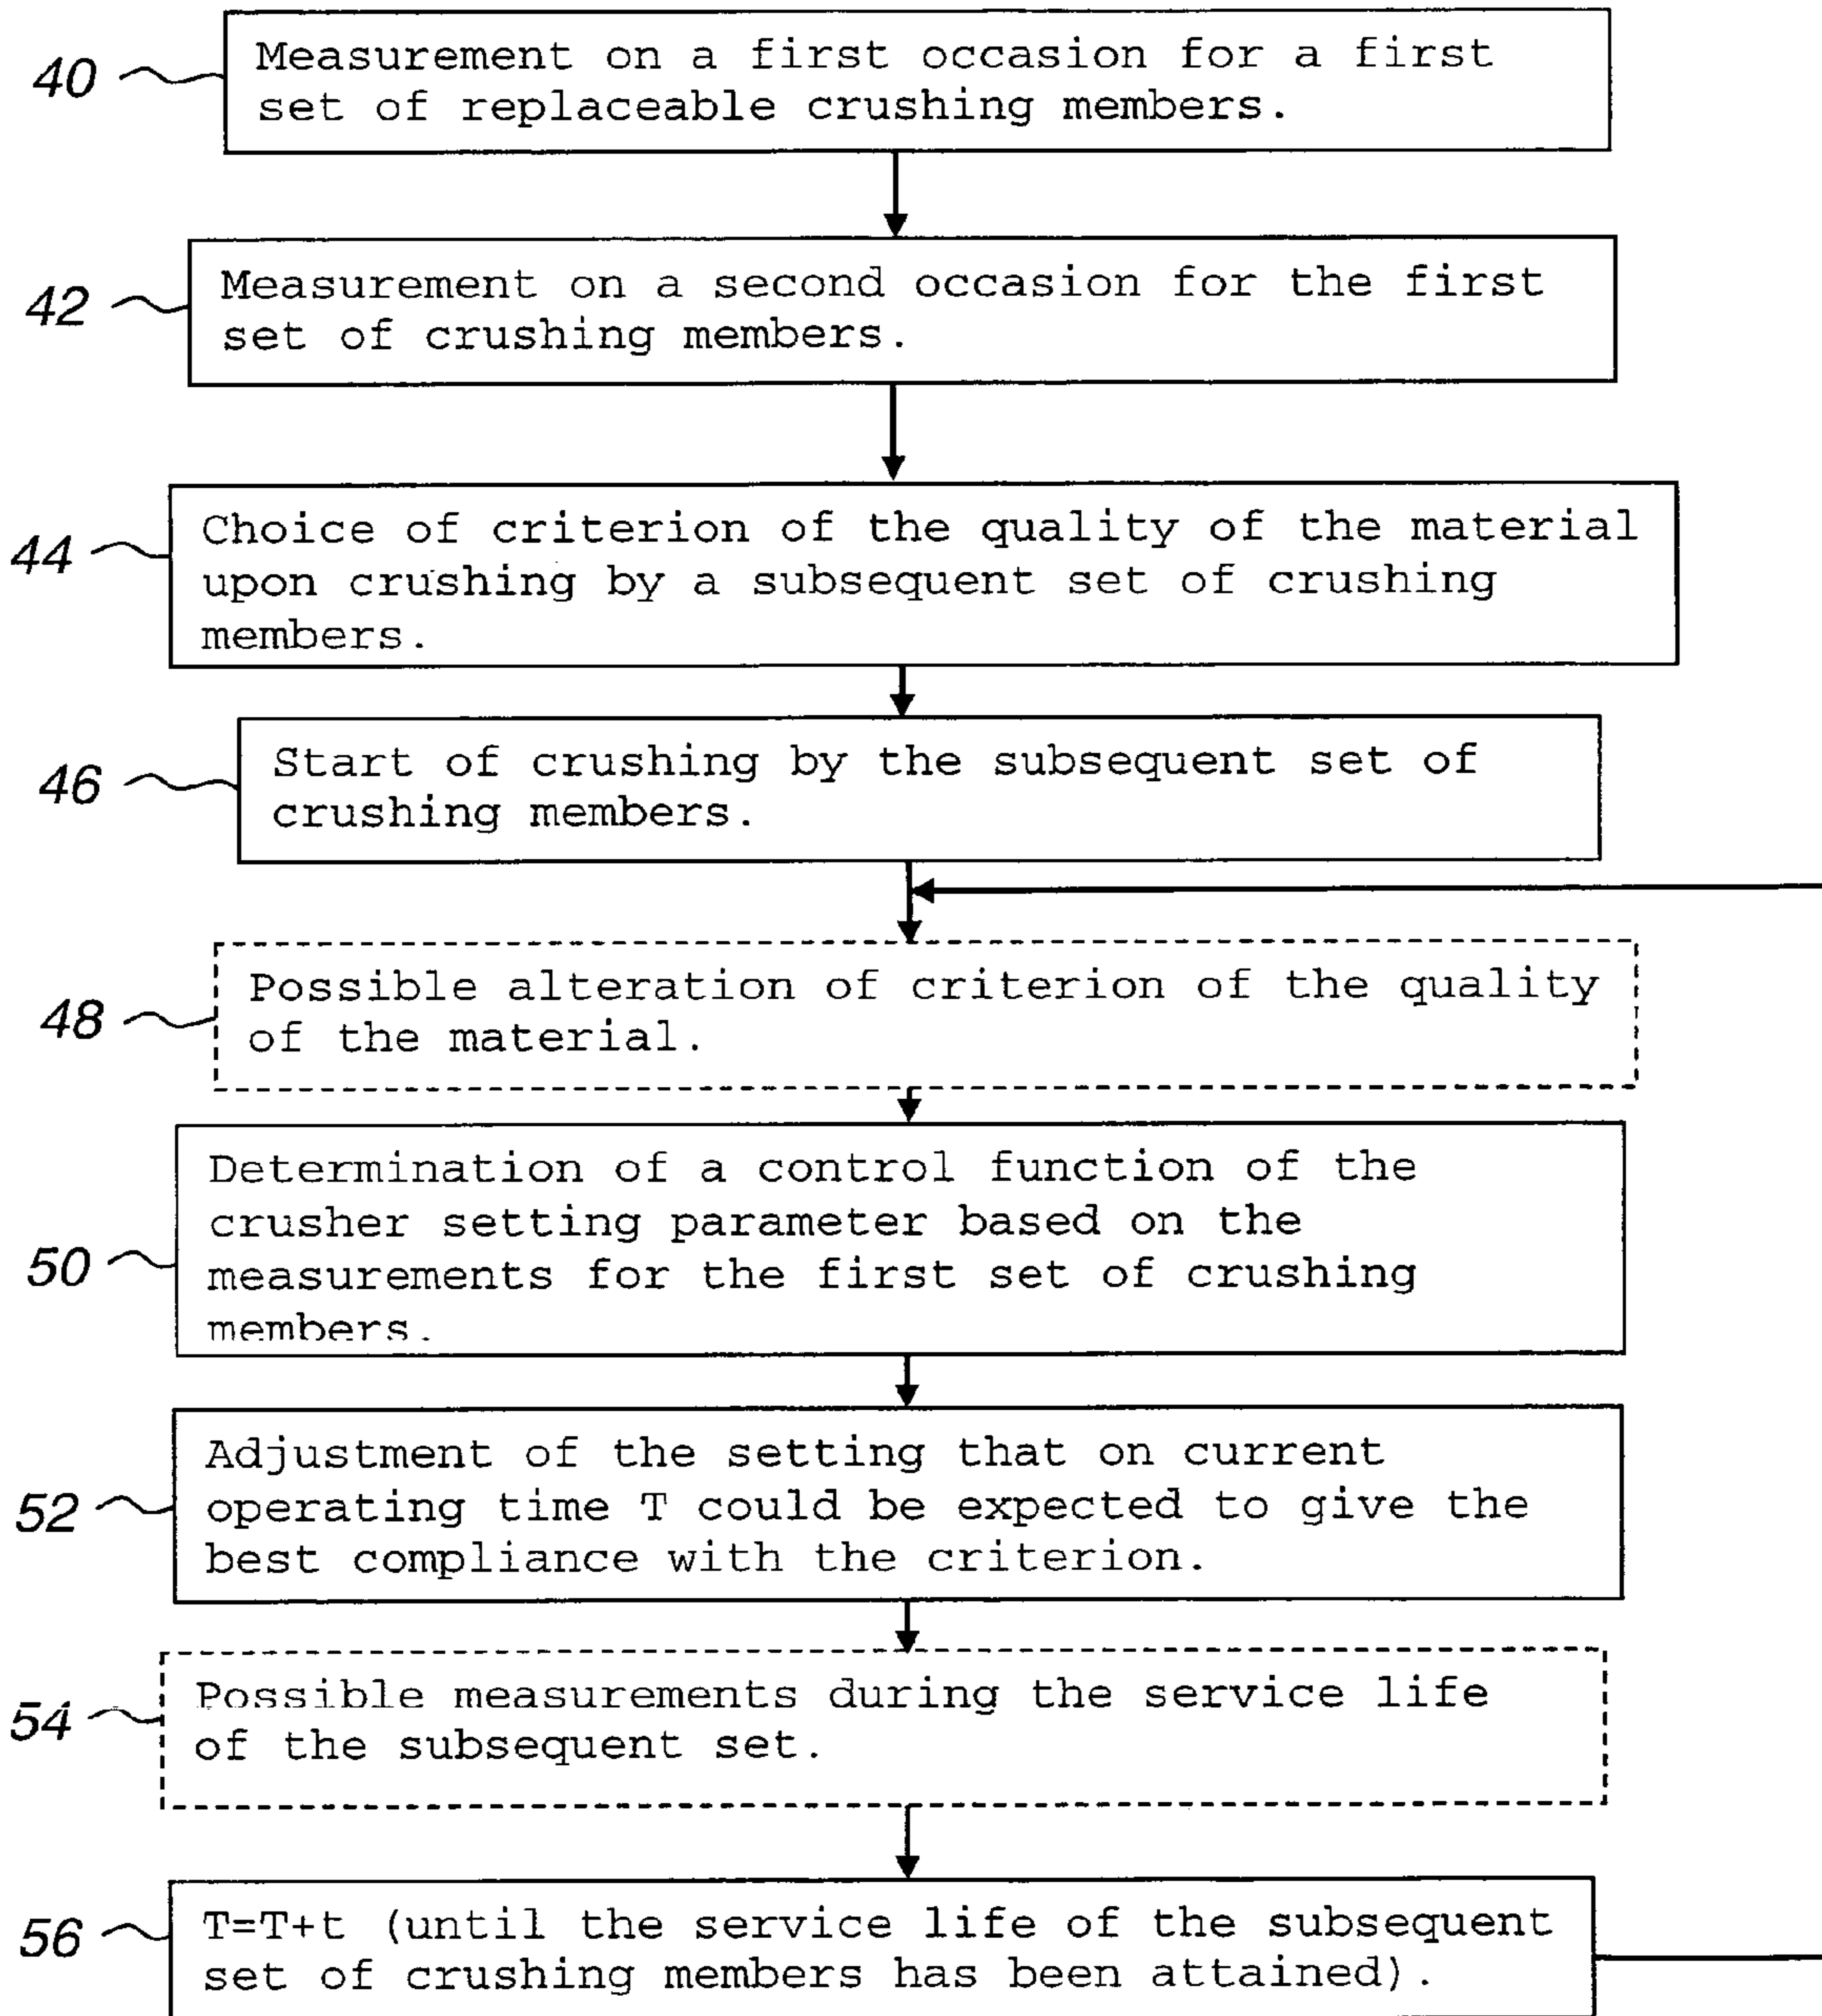 40
Measurement on a first occasion for a first
set of replaceable crushing members.
42
Measurement on a second occasion for the first
set of crushing members.
44
Choice of criterion of the quality of the material
upon crushing by a subsequent set of crushing
members.
46
Start of crushing by the subsequent set of
crushing members.
48
Possible alteration of criterion of the quality
of the material.
50
Determination of a control function of the
crusher setting parameter based on the
measurements for the first set of crushing
members.
52
Adjustment of the setting that on current
operating time T could be expected to give the
best compliance with the criterion.
54
Possible measurements during the service life
of the subsequent set.
56
T=T+t (until the service life of the subsequent
set of crushing members has been attained).